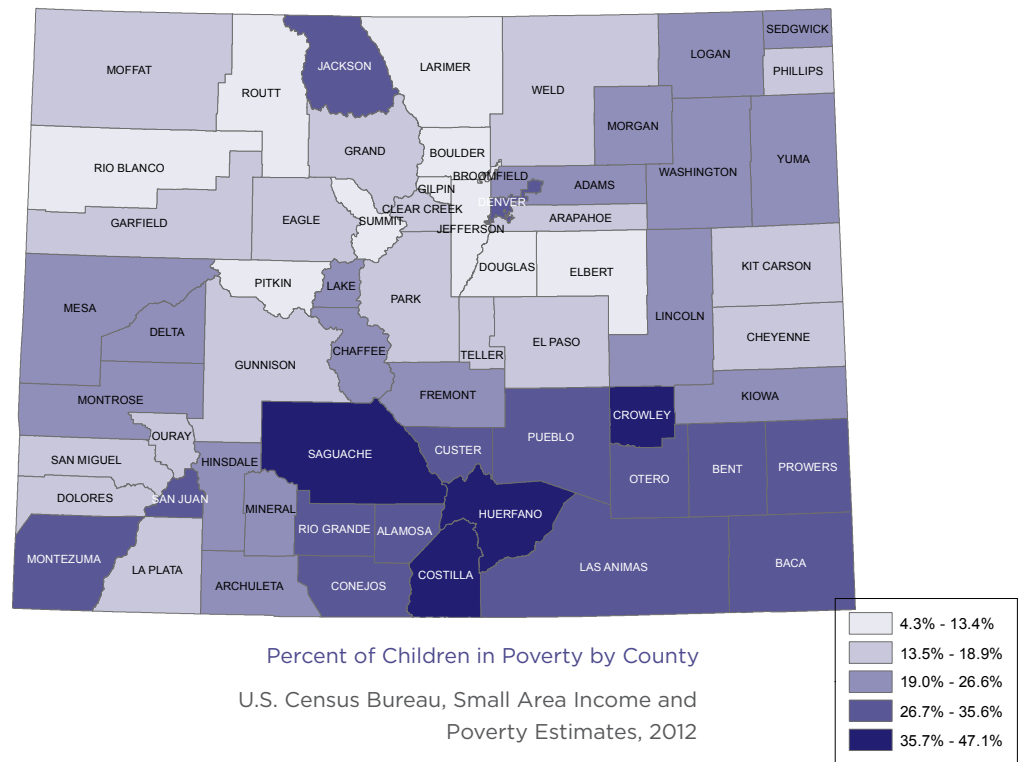 SEDGWICK
LOGAN
JACKSON
LARIMER
MOFFAT
PHILLIPS
WELD
ROUTT
MORGAN
GRAND
BOULDER
YUMA
RIO BLANCO
WASHINGTON
BROOMFIELD
ADAMS
GILPIN
DENVER
CLEAR CREEK
ARAPAHOE
EAGLE
SUMMIT
GARFIELD
JEFFERSON
DOUGLAS
KIT CARSON
ELBERT
PITKIN
LAKE
PARK
MESA
LINCOLN
DELTA
CHEYENNE
EL PASO
CHAFFEE
TELLER
GUNNISON
FREMONT
KIOWA
MONTROSE
CROWLEY
OURAY
PUEBLO
CUSTER
SAGUACHE
SAN MIGUEL
HINSDALE
PROWERS
BENT
OTERO
DOLORES
SAN JUAN
MINERAL
HUERFANO
RIO GRANDE
ALAMOSA
MONTEZUMA
BACA
LAS ANIMAS
LA PLATA
COSTILLA
ARCHULETA
CONEJOS
4.3% - 13.4%
13.5% - 18.9%
19.0% - 26.6%
26.7% - 35.6%
35.7% - 47.1%
Percent of Children in Poverty by County
U.S. Census Bureau, Small Area Income and
Poverty Estimates, 2012